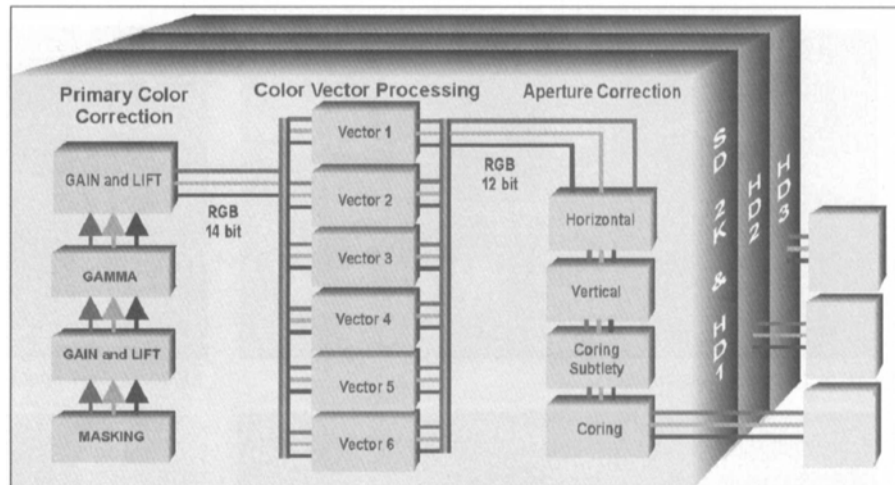 Primary Color
Correction
GAIN and LIFT
GAMMA
GAIN and LIFT
MASKING
RGB
14 bit
Color Vector Processing
Vector 1
Vector 2
Vector 3
Vector 4
Vector 5
Vector 6
RGB
12 bit
Aperture Correction
Horizontal
Vertical
Coring
Subtlety
Coring
SD 2K & HD1
HD2
HD3